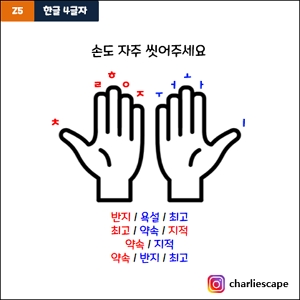 Z5 한글 4글자
손도 자주 씻어주세요
ㅊ ㄹ ㅎ ㅇ ㅈ ㅜ ㅓ ㅗ ㅏ ㅣ
반지 / 욕설 / 최고
최고 / 약속 / 지적
약속 / 지적
약속 / 반지 / 최고
charliescape